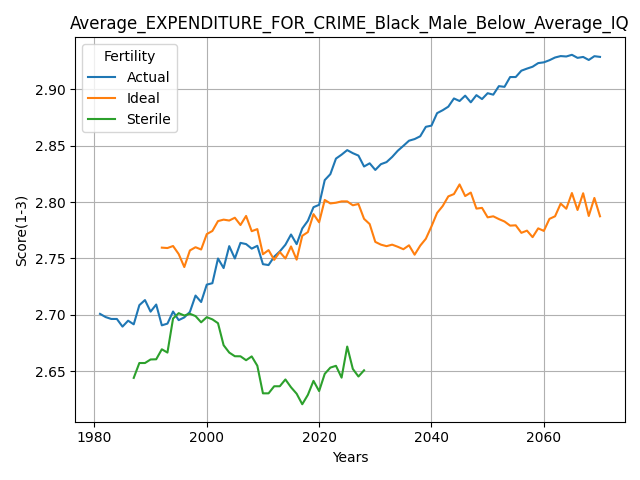 Average_EXPENDITURE_FOR_CRIME_Black_Male_Below_Average_IQ
Fertility
Actual
Ideal
Sterile
Score(1-3)
2.90
2.85
2.80
2.75
2.70
2.65
1980 2000 2020 2040 2060
Years